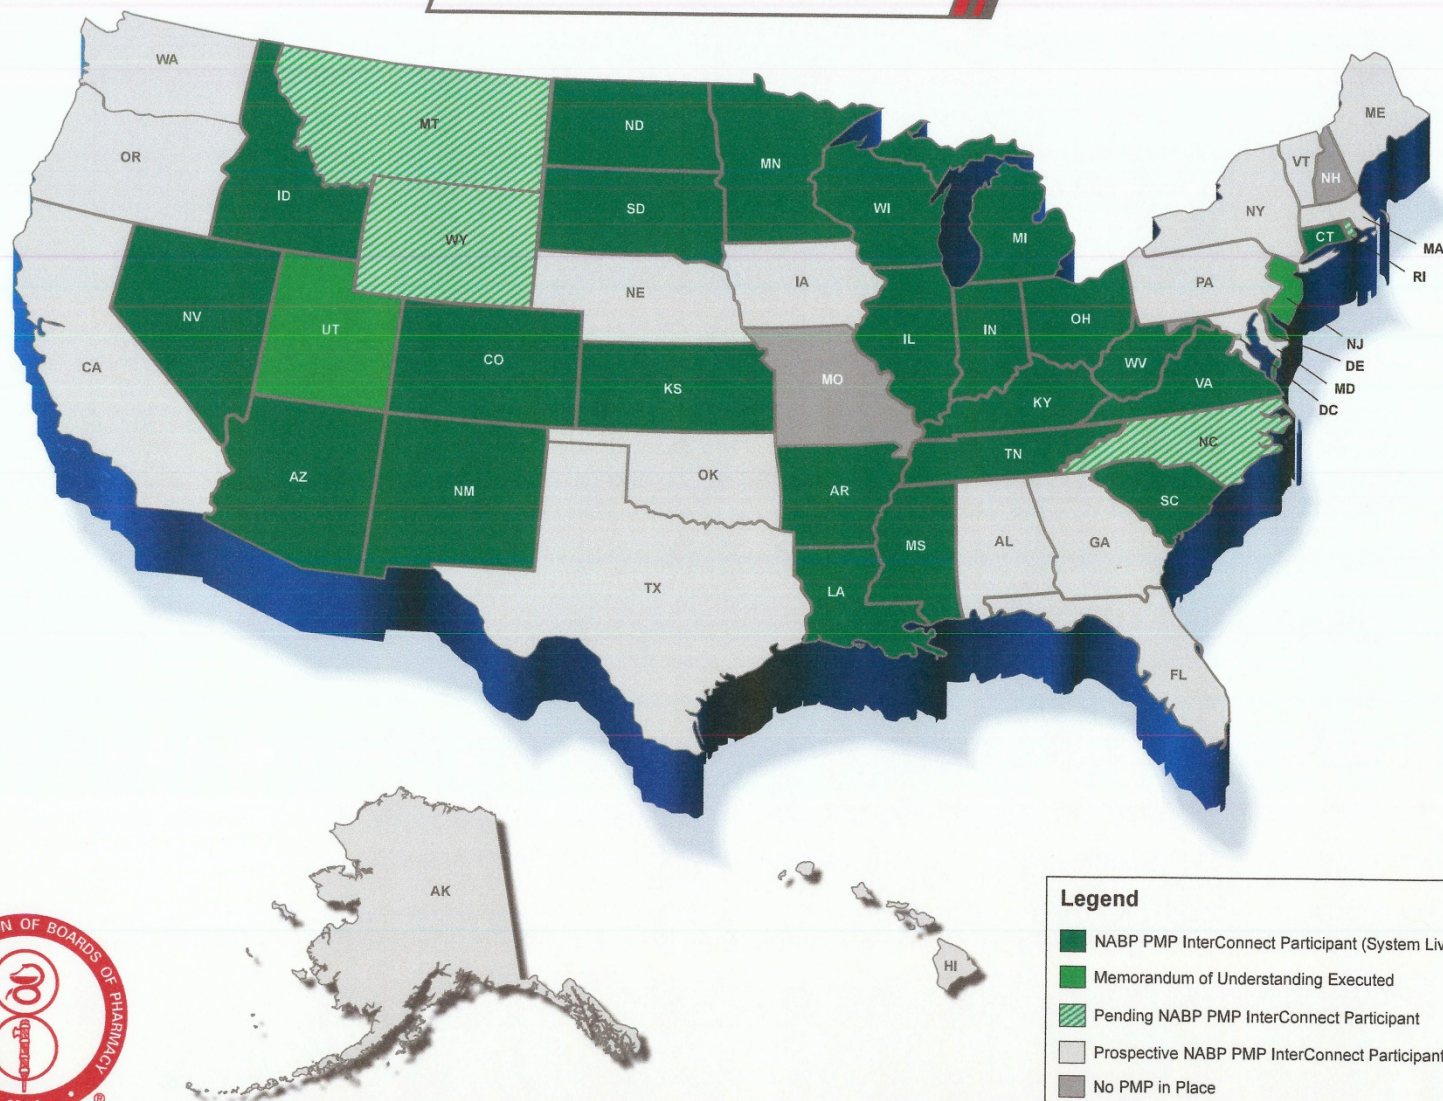 WA
MT
ND
MN
ME
OR
ID
SD
WI
MI
VT
NH
NY
WY
CT
MA
RI
NE
IA
PA
NV
UT
CO
IL
IN
OH
NJ
DE
MD
DC
CA
KS
MO
WV
VA
KY
NC
AZ
NM
OK
AR
TN
SC
MS
AL
GA
TX
LA
FL
AK
HI
N OF BOARDS OF PHARMACY
®
Legend
NABP PMP InterConnect Participant (System Liv
Memorandum of Understanding Executed
Pending NABP PMP InterConnect Participant
Prospective NABP PMP InterConnect Participant
No PMP in Place